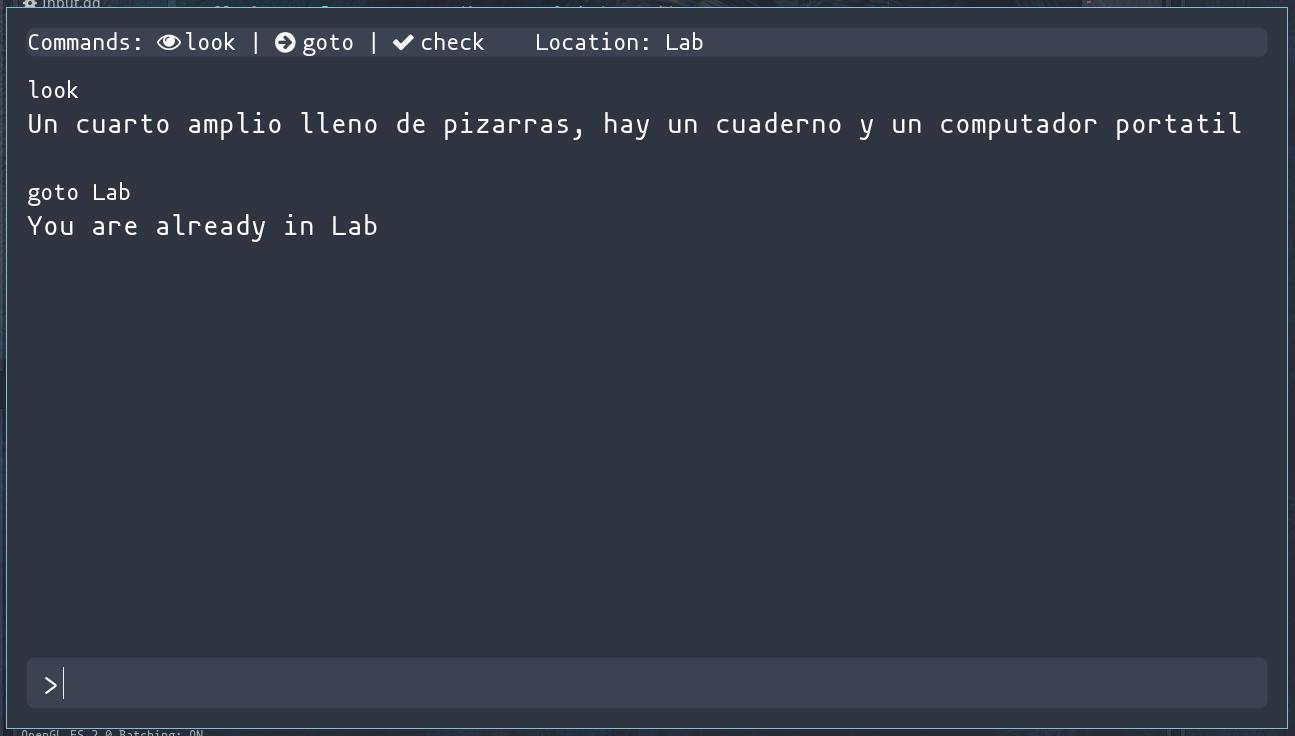 Input.gd
Commands: look | goto | check Location: Lab
look
Un cuarto amplio lleno de pizarras, hay un cuaderno y un computador portatil
goto Lab
You are already in Lab
>
OpenGL ES 2.0 Batching: ON